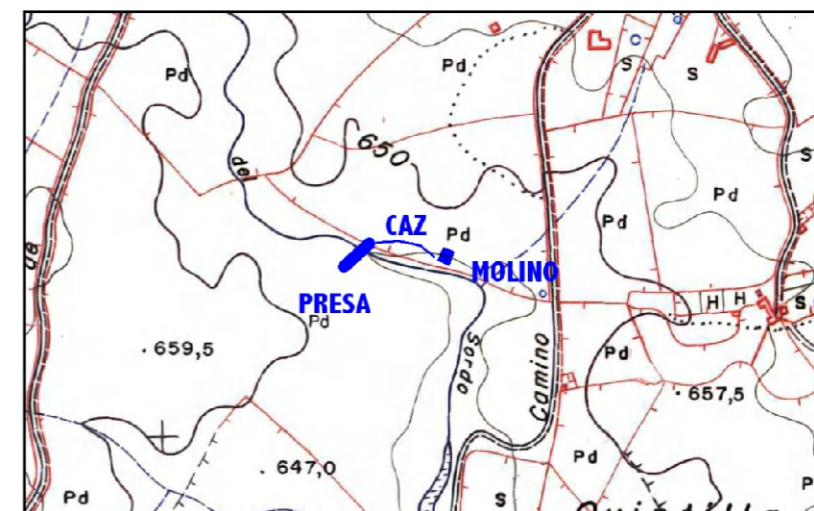 Pd
Pd
S
S
S
del
650
Pd
Pd
Pd
CAZ
MOLINO
PRESA
de
Pd
Sordo
Camino
H H
S
659,5
Pd
657,5
647,0
Pd
Pd
S
P